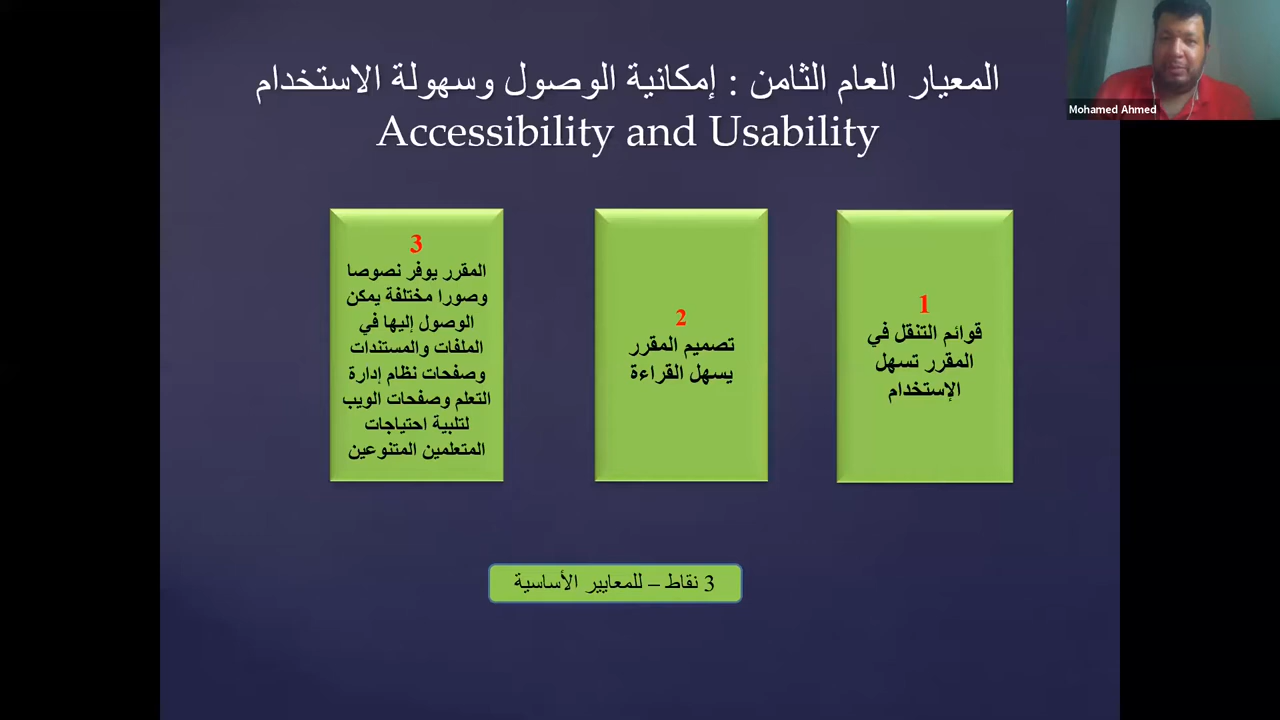 المعيار العام الثامن : إمكانية الوصول وسهولة الاستخدام
Accessibility and Usability
Mohamed Ahmed
1
قوائم التنقل في
المقرر تسهل
الإستخدام
2
تصميم المقرر
يسهل القراءة
3
المقرر يوفر نصوصا
وصورا مختلفة يمكن
الوصول إليها في
الملفات والمستندات
وصفحات نظام إدارة
التعلم وصفحات الويب
لتلبية احتياجات
المتعلمين المتنوعين
3 نقاط – للمعايير الأساسية